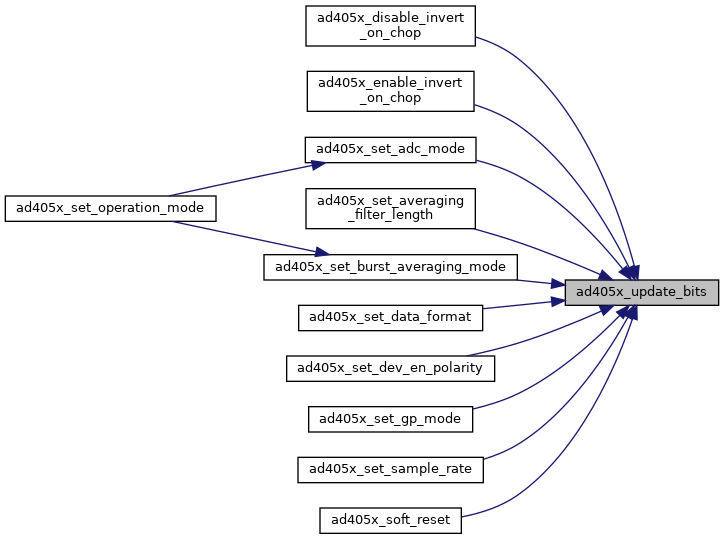 ad405x_disable_invert
_on_chop
ad405x_enable_invert
_on_chop
ad405x_set_adc_mode
ad405x_set_averaging
_filter_length
ad405x_set_operation_mode
ad405x_set_burst_averaging_mode
ad405x_update_bits
ad405x_set_data_format
ad405x_set_dev_en_polarity
ad405x_set_gp_mode
ad405x_set_sample_rate
ad405x_soft_reset